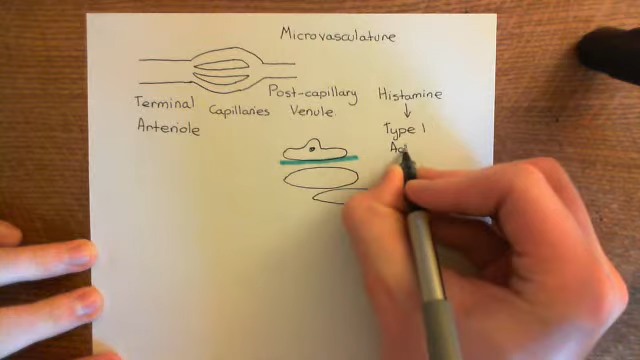 Microvasculature
Terminal
Arteriole
Capillaries
Post-capillary
Venule
Histamine
Type 1